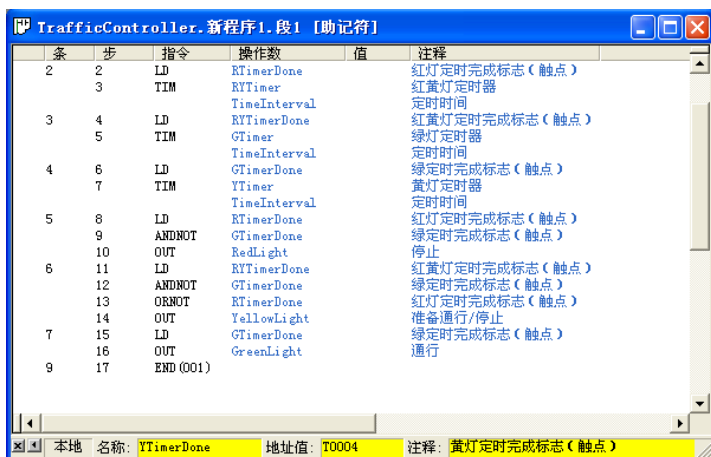 TrafficController.新程序1.段1 [助记符]
条 步 指令 操作数 值 注释
2 2 LD RTimerDone 红灯定时完成标志(触点)
3 TIM RYTimer 红黄灯定时器
TimeInterval 定时时间
3 4 LD RYTimerDone 红黄灯定时完成标志(触点)
5 TIM GTimer 绿灯定时器
TimeInterval 定时时间
4 6 LD GTimerDone 绿定时完成标志(触点)
7 TIM YTimer 黄灯定时器
TimeInterval 定时时间
5 8 LD RTimerDone 红灯定时完成标志(触点)
9 ANDNOT GTimerDone 绿定时完成标志(触点)
10 OUT RedLight 停止
6 11 LD RYTimerDone 红黄灯定时完成标志(触点)
12 ANDNOT GTimerDone 绿定时完成标志(触点)
13 ORNOT RTimerDone 红灯定时完成标志(触点)
14 OUT YellowLight 准备通行/停止
7 15 LD GTimerDone 绿定时完成标志(触点)
16 OUT GreenLight 通行
9 17 END(001)
本地 名称: YTimerDone 地址值: T0004 注释: 黄灯定时完成标志(触点)